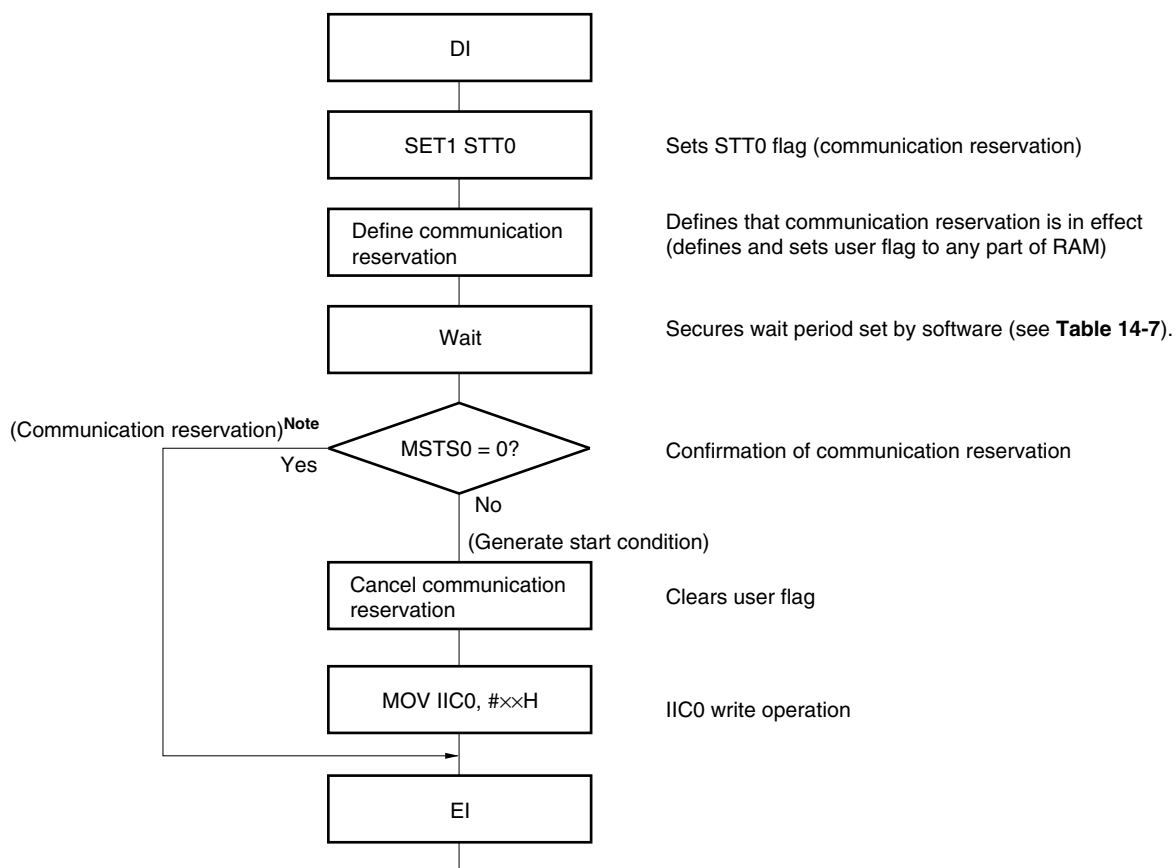 DI
SET1 STT0
Sets STT0 flag (communication reservation)
Define communication
reservation
Defines that communication reservation is in effect
(defines and sets user flag to any part of RAM)
Wait
Secures wait period set by software (see Table 14-7).
(Communication reservation)Note
Yes
MSTS0 = 0?
Confirmation of communication reservation
No
(Generate start condition)
Cancel communication
reservation
Clears user flag
MOV IIC0, #××H
IIC0 write operation
EI